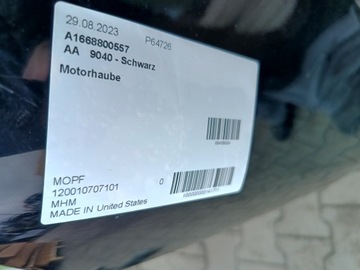 29.08.2023 P64726
A1668800557
AA 9040 - Schwarz
Motorhaube
MOPF
120010707101 0
MHM
MADE IN United States